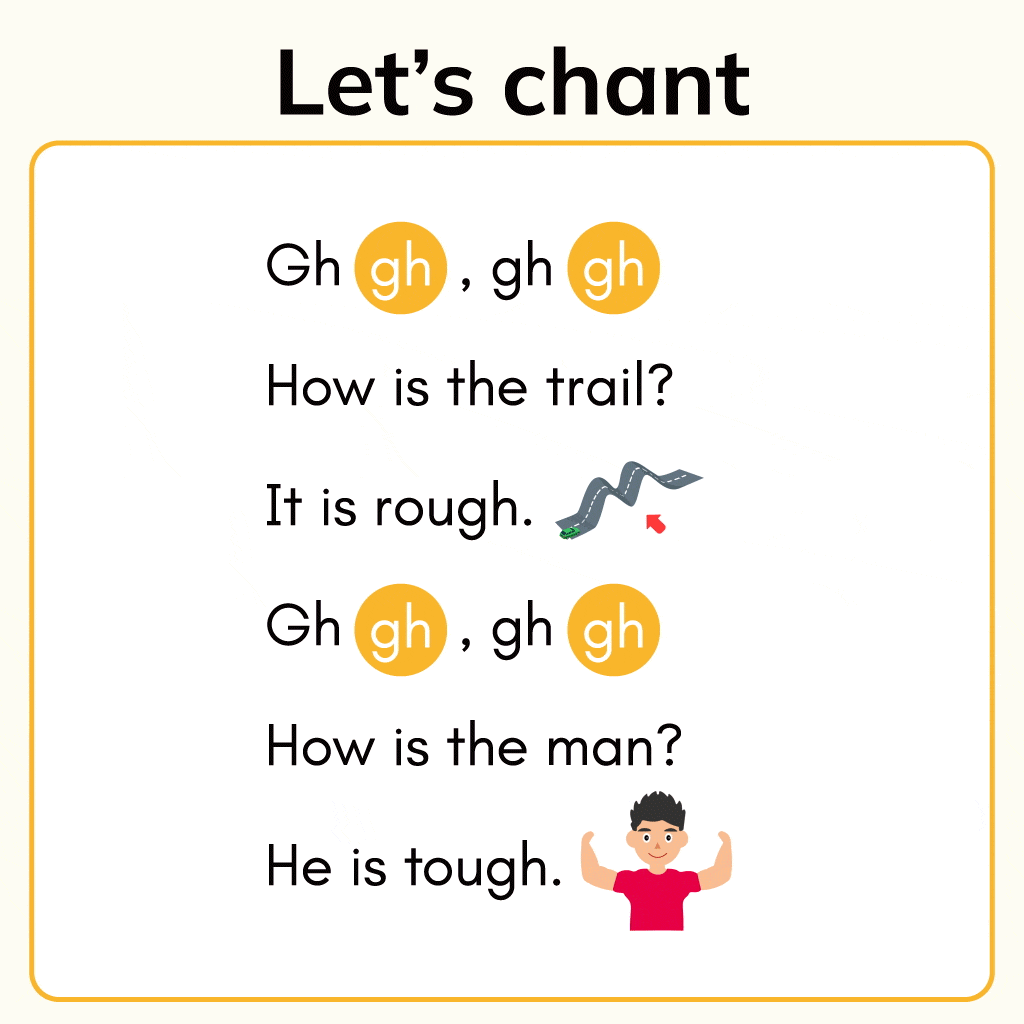 Let’s chant
Gh gh , gh gh
How is the trail?
It is rough.
Gh gh , gh gh
How is the man?
He is tough.